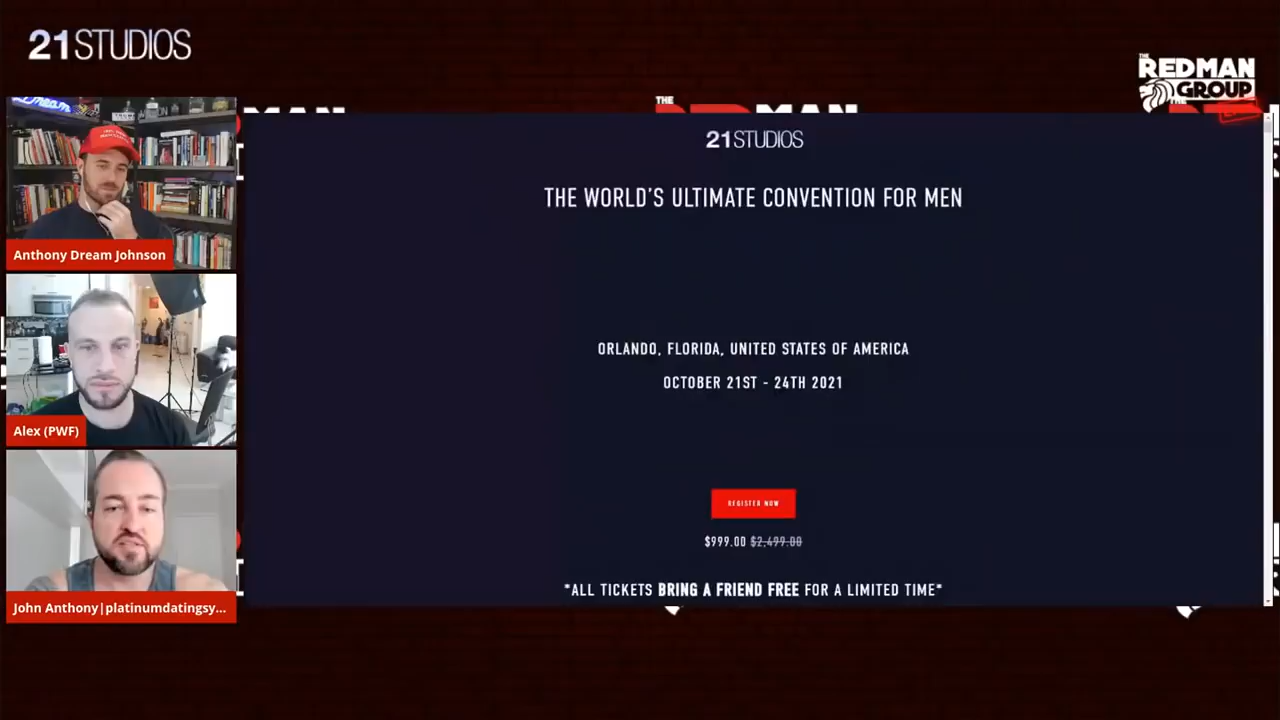 21STUDIOS
THE
REDMAN
GROUP
THE
21STUDIOS
THE WORLD'S ULTIMATE CONVENTION FOR MEN
Anthony Dream Johnson
ORLANDO, FLORIDA, UNITED STATES OF AMERICA
OCTOBER 21ST - 24TH 2021
Alex (PWF)
REGISTER NOW
$999.00 $2,499.00
*ALL TICKETS BRING A FRIEND FREE FOR A LIMITED TIME*
John Anthony|platinumdatingsy...